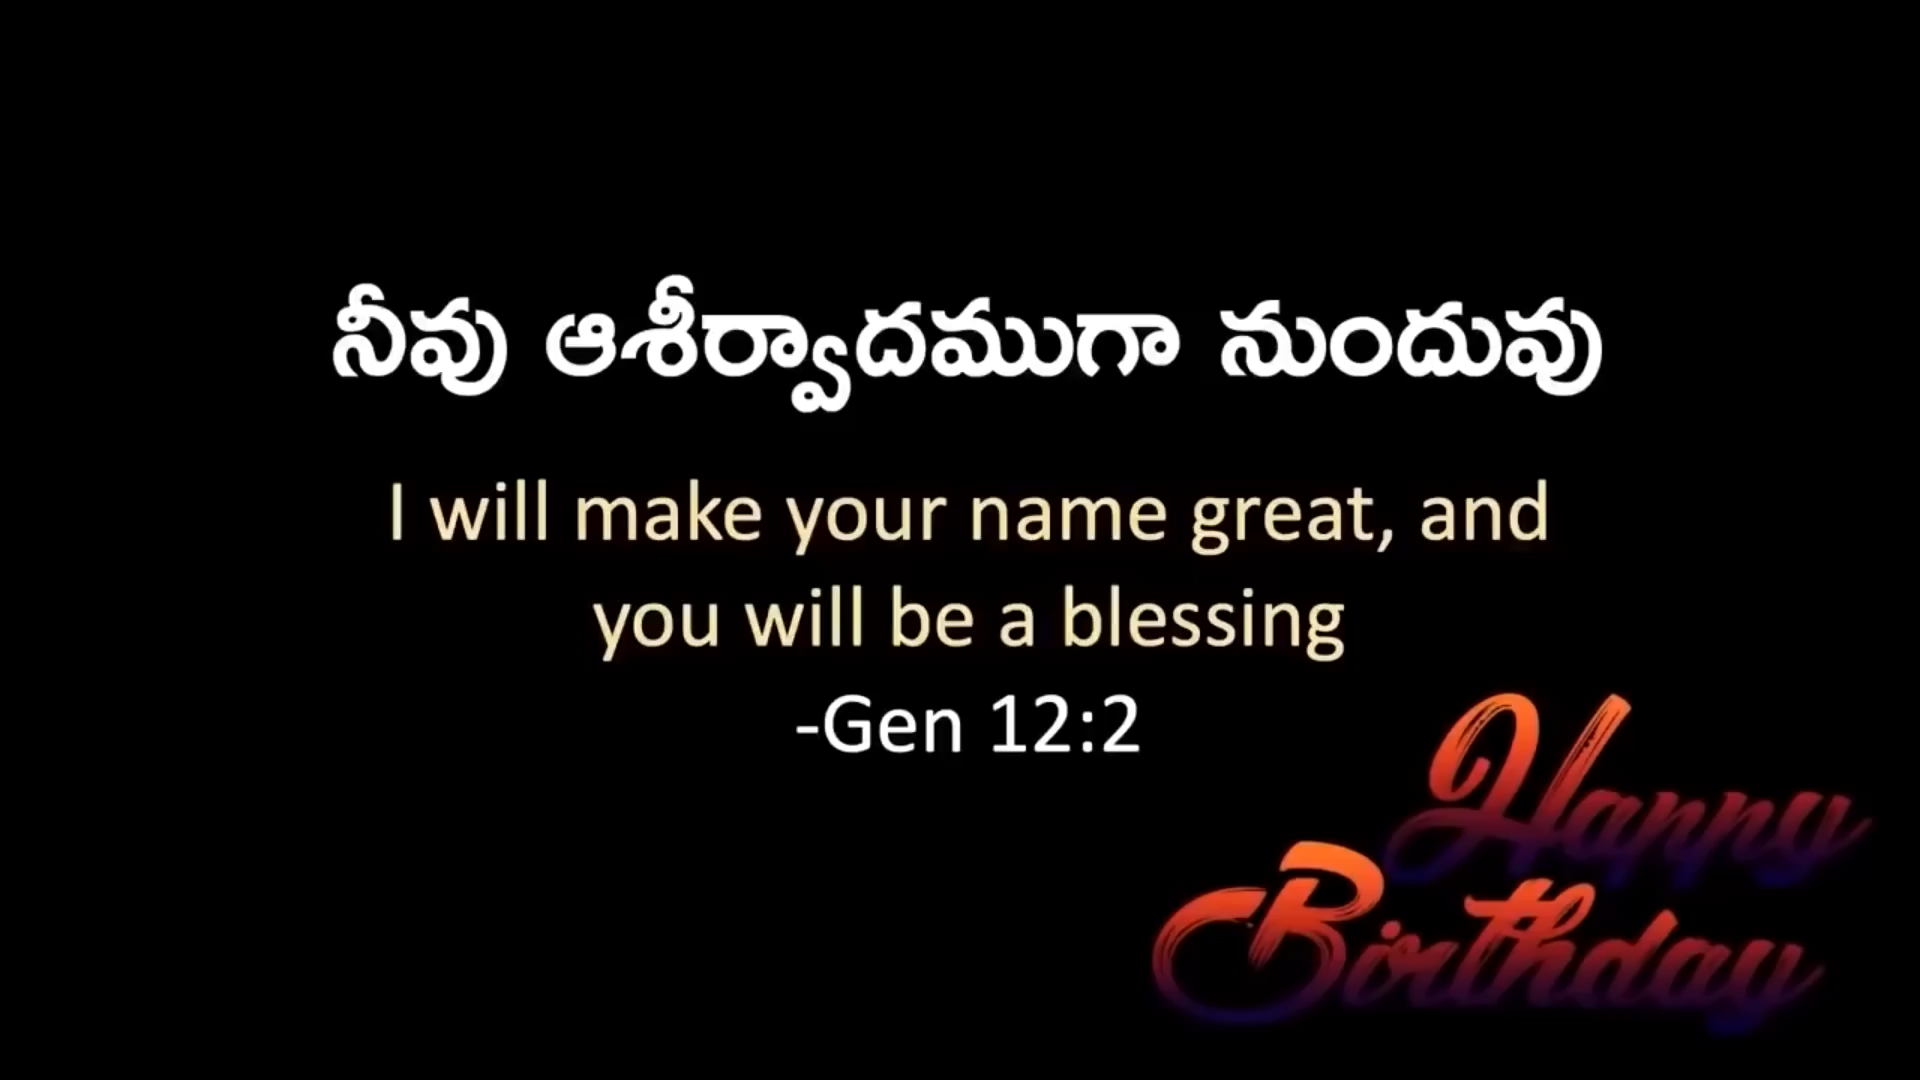 నీవు ఆశీర్వాదముగా నుందువు
I will make your name great, and
you will be a blessing
-Gen 12:2
Happy
Birthday